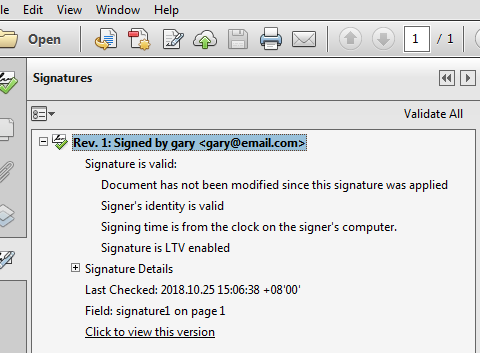 le Edit View Window Help
Open 1 / 1
Signatures
Validate All
Rev. 1: Signed by gary <gary@email.com>
Signature is valid:
Document has not been modified since this signature was applied
Signer's identity is valid
Signing time is from the clock on the signer's computer.
Signature is LTV enabled
Signature Details
Last Checked: 2018.10.25 15:06:38 +08'00'
Field: signature1 on page 1
Click to view this version